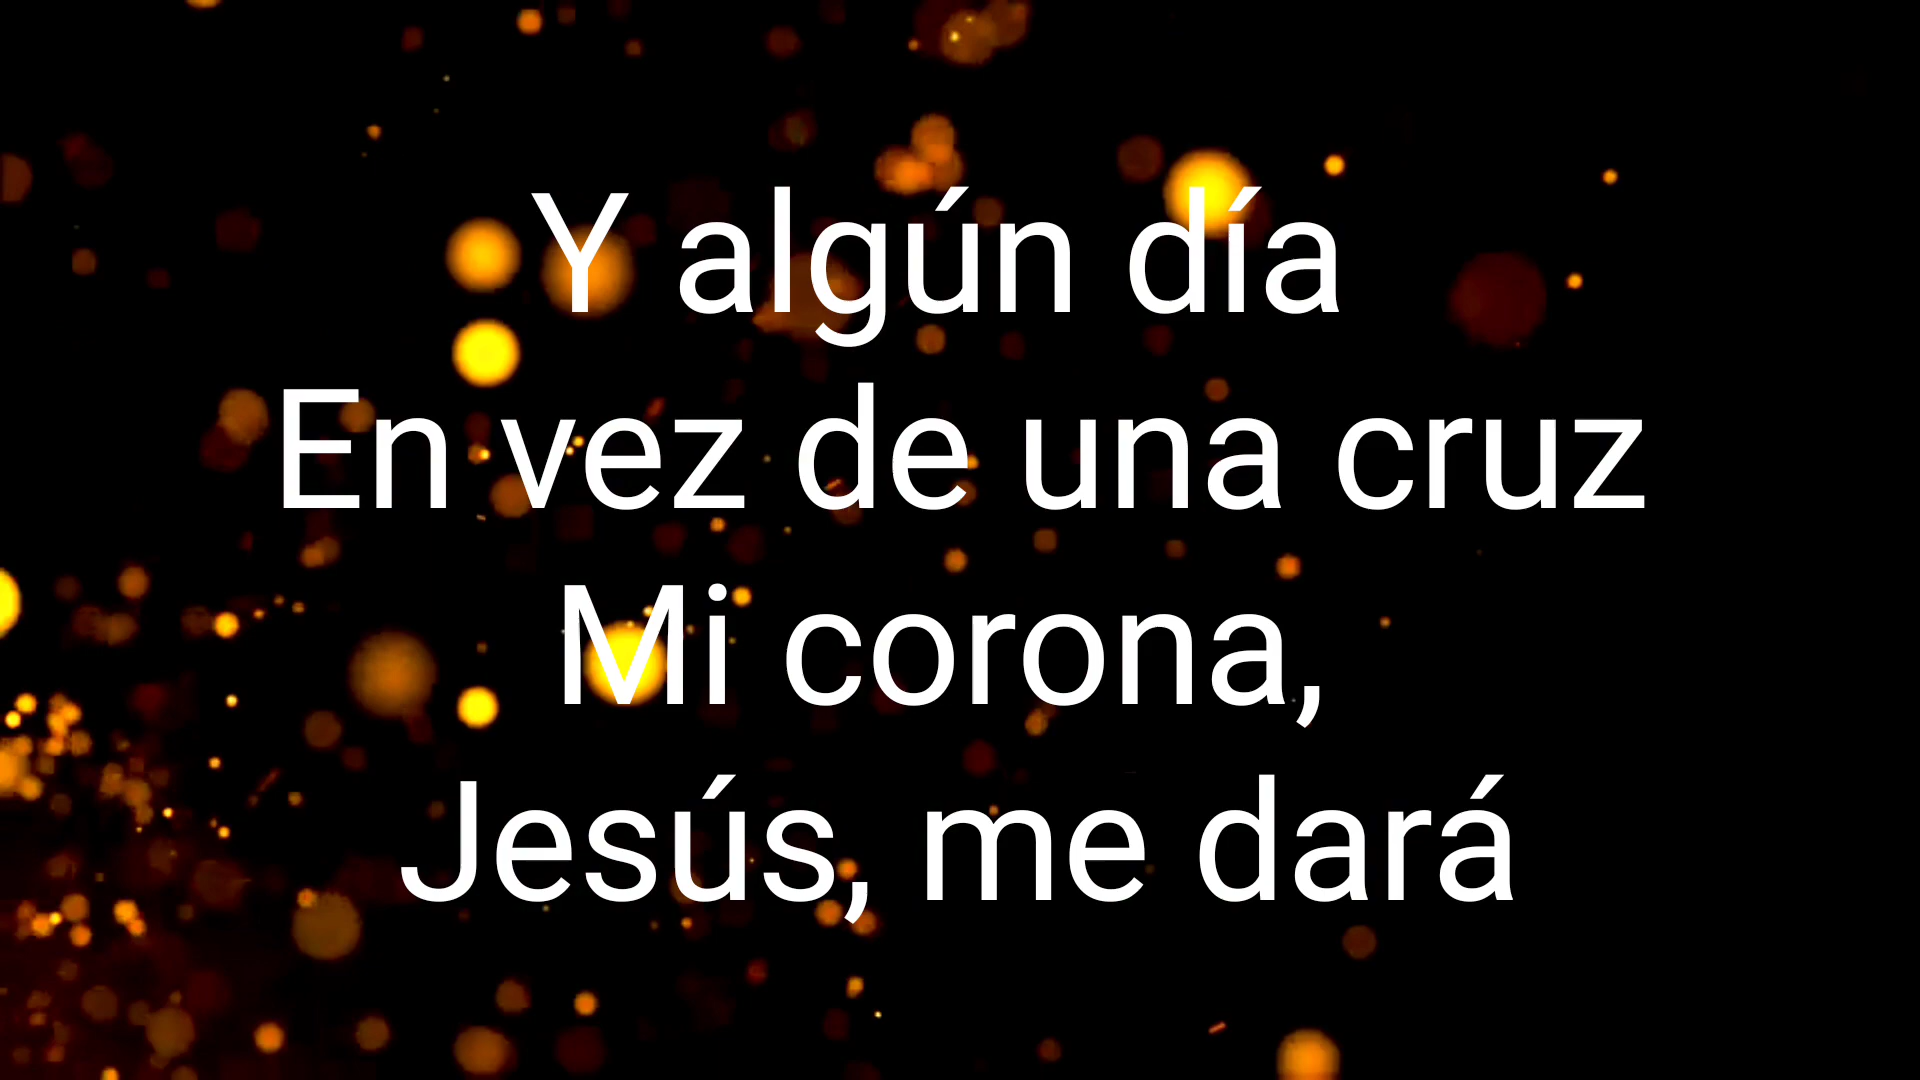 Y algún día
En vez de una cruz
Mi corona,
Jesús, me dará